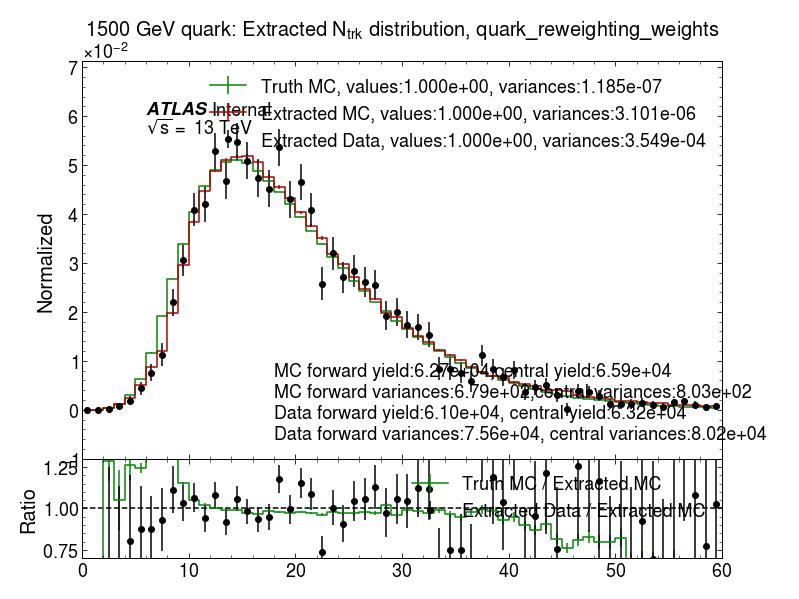 1500 GeV quark: Extracted Ntrk distribution, quark_reweighting_weights
×10−2
Truth MC, values:1.000e+00, variances:1.185e-07
ATLAS Internal
Extracted MC, values:1.000e+00, variances:3.101e-06
√s = 13 TeV
Extracted Data, values:1.000e+00, variances:3.549e-04
7
6
5
4
3
2
1
0
Normalized
MC forward yield:6.27e+04, central yield:6.59e+04
MC forward variances:6.79e+02, central variances:8.03e+02
Data forward yield:6.10e+04, central yield:6.32e+04
Data forward variances:7.56e+04, central variances:8.02e+04
1
1.25
1.00
0.75
Ratio
Truth MC / Extracted MC
Extracted Data / Extracted MC
0 10 20 30 40 50 60